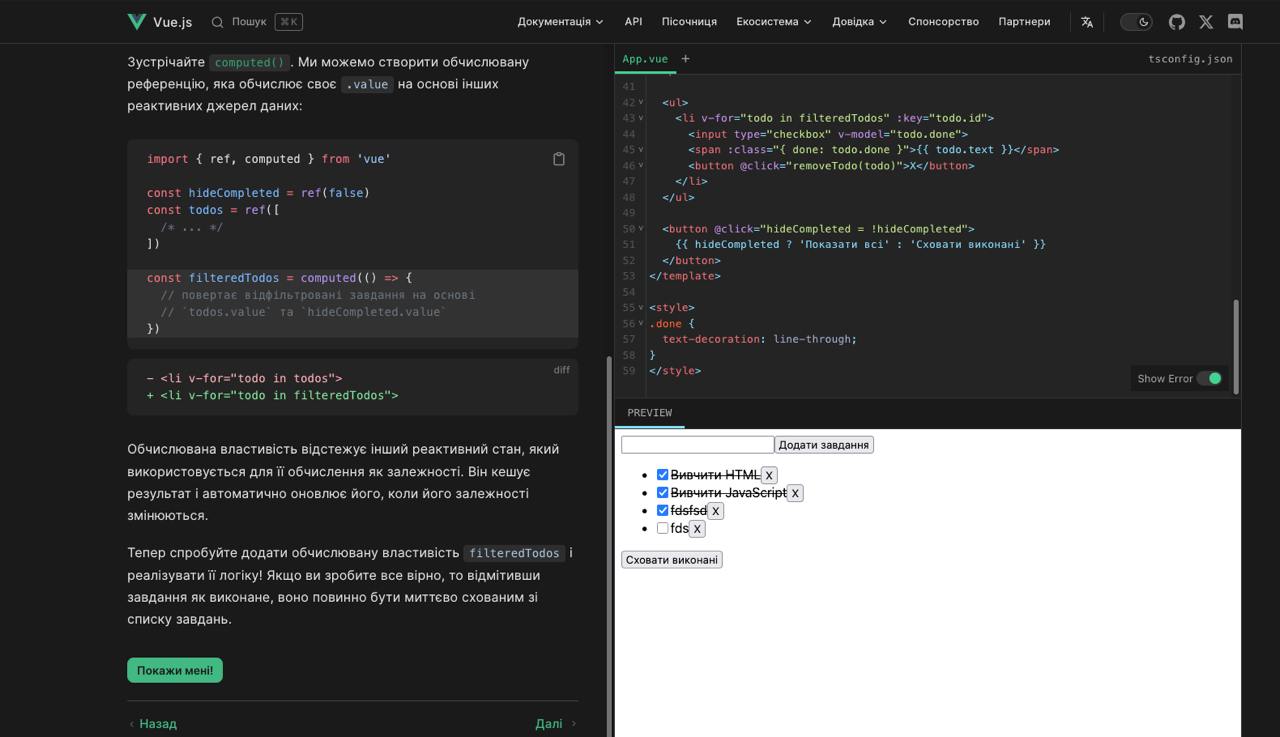 Vue.js
Пошук
⌘ K
Документація
API
Пісочниця
Екосистема
Довідка
Спонсорство
Партнери
Зустрічайте computed(). Ми можемо створити обчислювану
референцію, яка обчислює своє .value на основі інших
реактивних джерел даних:
import { ref, computed } from 'vue'
const hideCompleted = ref(false)
const todos = ref([
/* ... */
])
const filteredTodos = computed(() => {
// повертає відфільтровані завдання на основі
// `todos.value` та `hideCompleted.value`
})
diff
− <li v-for="todo in todos">
+ <li v-for="todo in filteredTodos">
Обчислювана властивість відстежує інший реактивний стан, який
використовується для її обчислення як залежності. Він кешує
результат і автоматично оновлює його, коли його залежності
змінюються.
Тепер спробуйте додати обчислювану властивість filteredTodos і
реалізувати її логіку! Якщо ви зробите все вірно, то відмітивши
завдання як виконане, воно повинно бути миттєво схованим зі
списку завдань.
Покажи мені!
Назад
Далі
App.vue
+
tsconfig.json
41
42 <ul>
43 <li v-for="todo in filteredTodos" :key="todo.id">
44 <input type="checkbox" v-model="todo.done">
45 <span :class="{ done: todo.done }">{{ todo.text }}</span>
46 <button @click="removeTodo(todo)">X</button>
47 </li>
48 </ul>
49
50 <button @click="hideCompleted = !hideCompleted">
51 {{ hideCompleted ? 'Показати всі' : 'Сховати виконані' }}
52 </button>
53 </template>
54
55 <style>
56 .done {
57 text-decoration: line-through;
58 }
59 </style>
Show Error
PREVIEW
Додати завдання
Вивчити HTML X
Вивчити JavaScript X
fdsfsd X
fds X
Сховати виконані